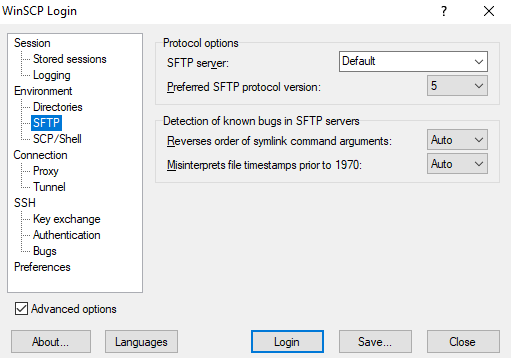 WinSCP Login
Session
Stored sessions
Logging
Environment
Directories
SFTP
SCP/Shell
Connection
Proxy
Tunnel
SSH
Key exchange
Authentication
Bugs
Preferences
Protocol options
SFTP server: Default
Preferred SFTP protocol version: 5
Detection of known bugs in SFTP servers
Reverses order of symlink command arguments: Auto
Misinterprets file timestamps prior to 1970: Auto
Advanced options
About... Languages Login Save... Close